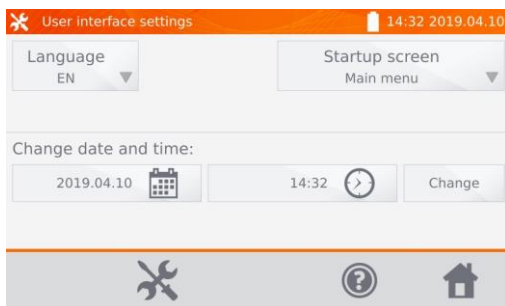 User interface settings 14:32 2019.04.10
Language Startup screen
EN Main menu
Change date and time:
2019.04.10 14:32 Change